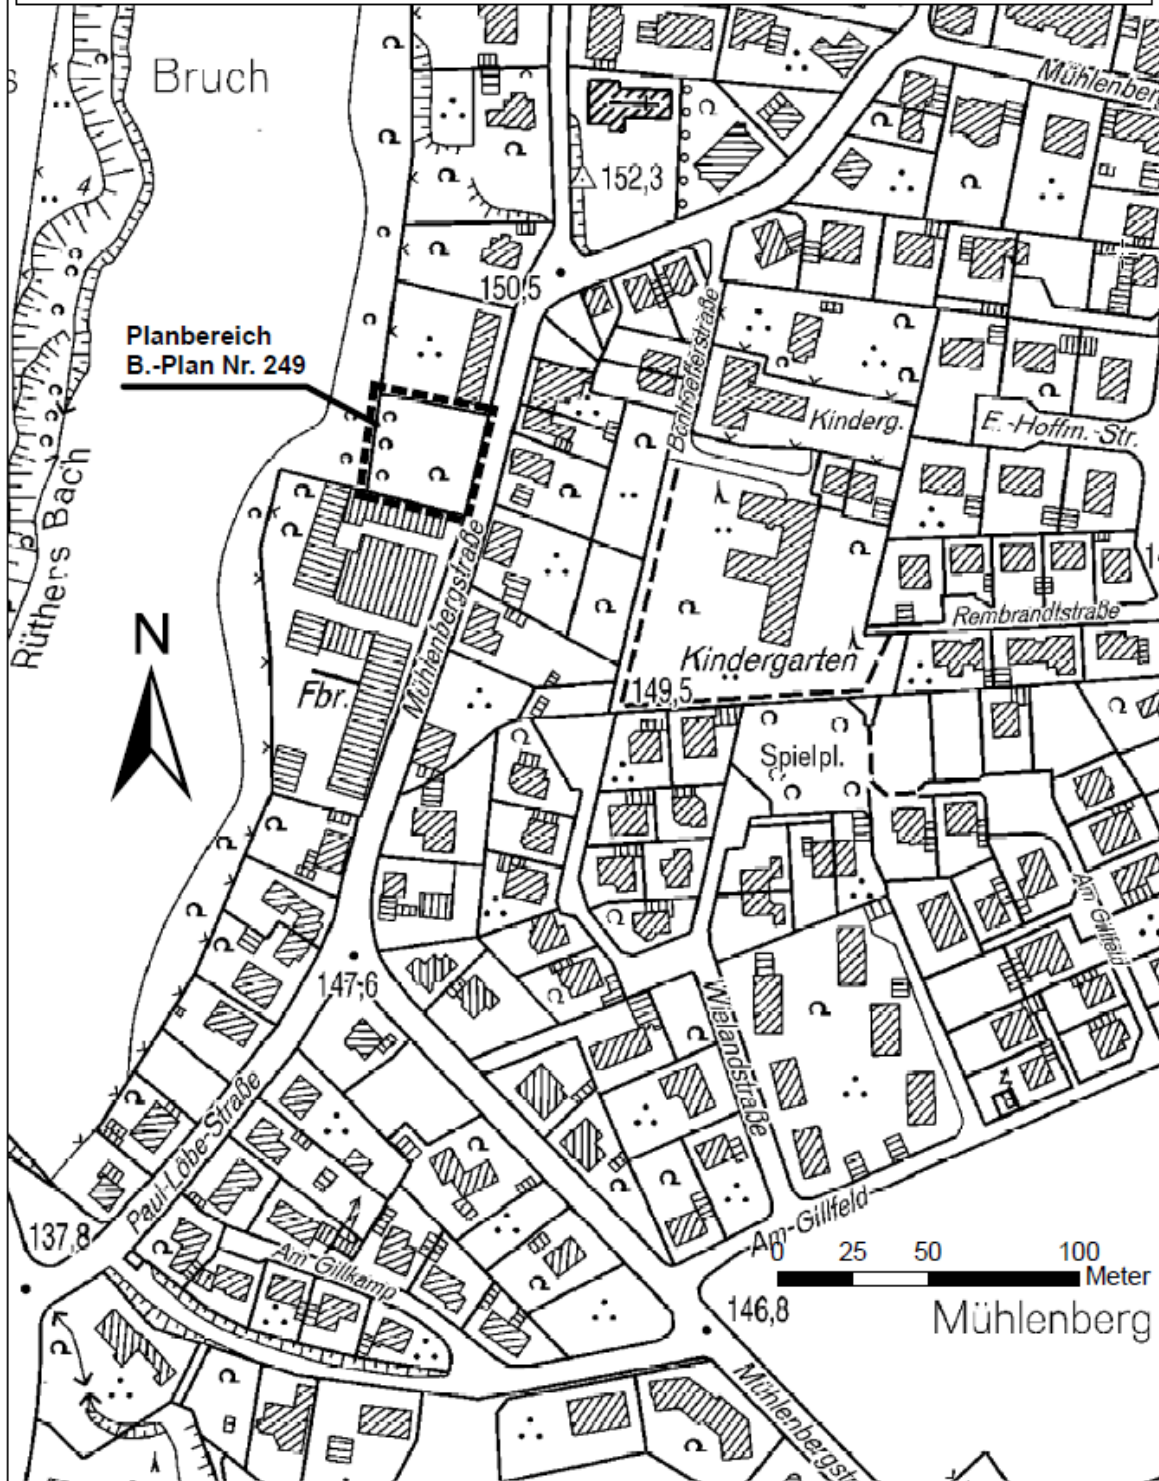 Bruch
Mühlenberg
4
152,3
150,5
Planbereich
B.-Plan Nr. 249
Bonhoefferstraße
Kinderg.
E.-Hoffm.-Str.
Rüthers Bach
Mühlenbergstraße
Rembrandtstraße
N
Kindergarten
Fbr.
149,5
Spielpl.
Am Gillfeld
147,6
Wielandstraße
Paul-Löbe-Straße
137,8
Am Gillkamp
Am-Gillfeld
0 25 50 100
Meter
146,8
Mühlenberg
Mühlenbergstr